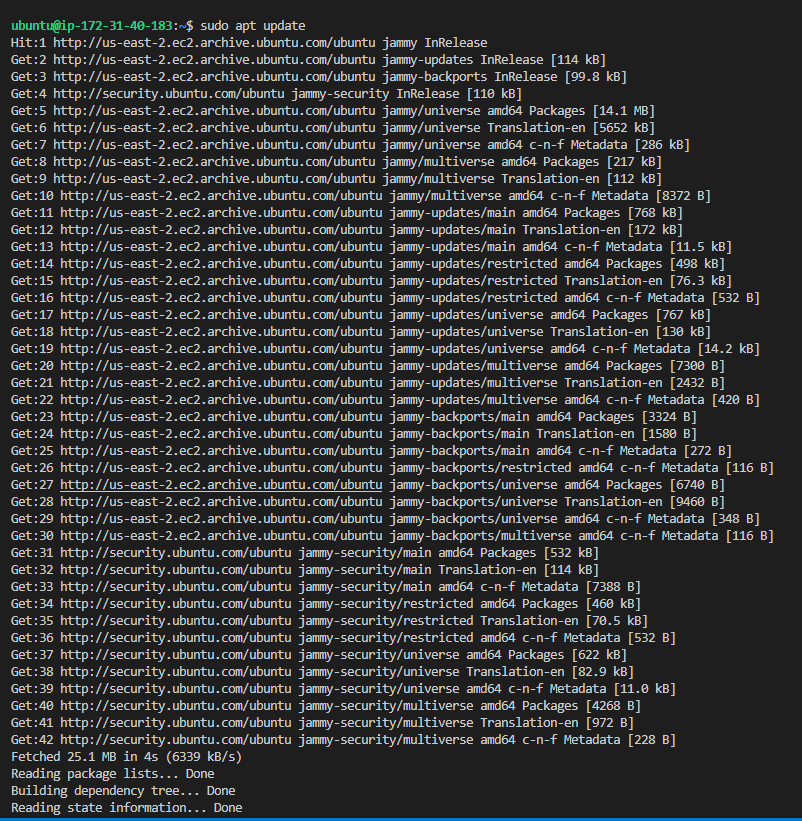 ubuntu@ip-172-31-40-183:~$ sudo apt update
Hit:1 http://us-east-2.ec2.archive.ubuntu.com/ubuntu jammy InRelease
Get:2 http://us-east-2.ec2.archive.ubuntu.com/ubuntu jammy-updates InRelease [114 kB]
Get:3 http://us-east-2.ec2.archive.ubuntu.com/ubuntu jammy-backports InRelease [99.8 kB]
Get:4 http://security.ubuntu.com/ubuntu jammy-security InRelease [110 kB]
Get:5 http://us-east-2.ec2.archive.ubuntu.com/ubuntu jammy/universe amd64 Packages [14.1 MB]
Get:6 http://us-east-2.ec2.archive.ubuntu.com/ubuntu jammy/universe Translation-en [5652 kB]
Get:7 http://us-east-2.ec2.archive.ubuntu.com/ubuntu jammy/universe amd64 c-n-f Metadata [286 kB]
Get:8 http://us-east-2.ec2.archive.ubuntu.com/ubuntu jammy/multiverse amd64 Packages [217 kB]
Get:9 http://us-east-2.ec2.archive.ubuntu.com/ubuntu jammy/multiverse Translation-en [112 kB]
Get:10 http://us-east-2.ec2.archive.ubuntu.com/ubuntu jammy/multiverse amd64 c-n-f Metadata [8372 B]
Get:11 http://us-east-2.ec2.archive.ubuntu.com/ubuntu jammy-updates/main amd64 Packages [768 kB]
Get:12 http://us-east-2.ec2.archive.ubuntu.com/ubuntu jammy-updates/main Translation-en [172 kB]
Get:13 http://us-east-2.ec2.archive.ubuntu.com/ubuntu jammy-updates/main amd64 c-n-f Metadata [11.5 kB]
Get:14 http://us-east-2.ec2.archive.ubuntu.com/ubuntu jammy-updates/restricted amd64 Packages [498 kB]
Get:15 http://us-east-2.ec2.archive.ubuntu.com/ubuntu jammy-updates/restricted Translation-en [76.3 kB]
Get:16 http://us-east-2.ec2.archive.ubuntu.com/ubuntu jammy-updates/restricted amd64 c-n-f Metadata [532 B]
Get:17 http://us-east-2.ec2.archive.ubuntu.com/ubuntu jammy-updates/universe amd64 Packages [767 kB]
Get:18 http://us-east-2.ec2.archive.ubuntu.com/ubuntu jammy-updates/universe Translation-en [130 kB]
Get:19 http://us-east-2.ec2.archive.ubuntu.com/ubuntu jammy-updates/universe amd64 c-n-f Metadata [14.2 kB]
Get:20 http://us-east-2.ec2.archive.ubuntu.com/ubuntu jammy-updates/multiverse amd64 Packages [7300 B]
Get:21 http://us-east-2.ec2.archive.ubuntu.com/ubuntu jammy-updates/multiverse Translation-en [2432 B]
Get:22 http://us-east-2.ec2.archive.ubuntu.com/ubuntu jammy-updates/multiverse amd64 c-n-f Metadata [420 B]
Get:23 http://us-east-2.ec2.archive.ubuntu.com/ubuntu jammy-backports/main amd64 Packages [3324 B]
Get:24 http://us-east-2.ec2.archive.ubuntu.com/ubuntu jammy-backports/main Translation-en [1580 B]
Get:25 http://us-east-2.ec2.archive.ubuntu.com/ubuntu jammy-backports/main amd64 c-n-f Metadata [272 B]
Get:26 http://us-east-2.ec2.archive.ubuntu.com/ubuntu jammy-backports/restricted amd64 c-n-f Metadata [116 B]
Get:27 http://us-east-2.ec2.archive.ubuntu.com/ubuntu jammy-backports/universe amd64 Packages [6740 B]
Get:28 http://us-east-2.ec2.archive.ubuntu.com/ubuntu jammy-backports/universe Translation-en [9460 B]
Get:29 http://us-east-2.ec2.archive.ubuntu.com/ubuntu jammy-backports/universe amd64 c-n-f Metadata [348 B]
Get:30 http://us-east-2.ec2.archive.ubuntu.com/ubuntu jammy-backports/multiverse amd64 c-n-f Metadata [116 B]
Get:31 http://security.ubuntu.com/ubuntu jammy-security/main amd64 Packages [532 kB]
Get:32 http://security.ubuntu.com/ubuntu jammy-security/main Translation-en [114 kB]
Get:33 http://security.ubuntu.com/ubuntu jammy-security/main amd64 c-n-f Metadata [7388 B]
Get:34 http://security.ubuntu.com/ubuntu jammy-security/restricted amd64 Packages [460 kB]
Get:35 http://security.ubuntu.com/ubuntu jammy-security/restricted Translation-en [70.5 kB]
Get:36 http://security.ubuntu.com/ubuntu jammy-security/restricted amd64 c-n-f Metadata [532 B]
Get:37 http://security.ubuntu.com/ubuntu jammy-security/universe amd64 Packages [622 kB]
Get:38 http://security.ubuntu.com/ubuntu jammy-security/universe Translation-en [82.9 kB]
Get:39 http://security.ubuntu.com/ubuntu jammy-security/universe amd64 c-n-f Metadata [11.0 kB]
Get:40 http://security.ubuntu.com/ubuntu jammy-security/multiverse amd64 Packages [4268 B]
Get:41 http://security.ubuntu.com/ubuntu jammy-security/multiverse Translation-en [972 B]
Get:42 http://security.ubuntu.com/ubuntu jammy-security/multiverse amd64 c-n-f Metadata [228 B]
Fetched 25.1 MB in 4s (6339 kB/s)
Reading package lists... Done
Building dependency tree... Done
Reading state information... Done